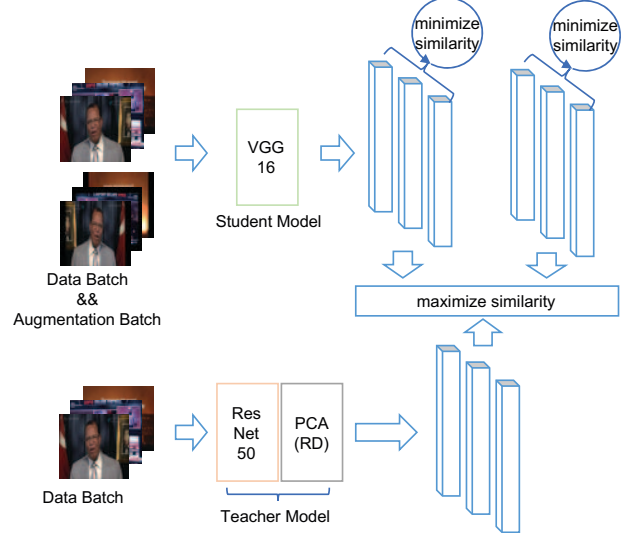 minimize
similarity
minimize
similarity
VGG
16
Student Model
Data Batch
&&
Augmentation Batch
maximize similarity
Res
Net
50
PCA
(RD)
Data Batch
Teacher Model